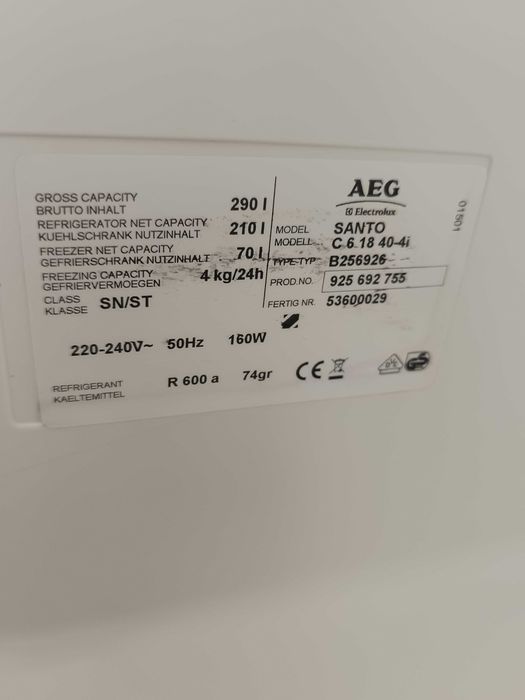 GROSS CAPACITY
BRUTTO INHALT
290 l
REFRIGERATOR NET CAPACITY
KUEHLSCHRANK NUTZINHALT
210 l
FREEZER NET CAPACITY
GEFRIERSCHRANK NUTZINHALT
70 l
FREEZING CAPACITY
GEFRIERVERMOEGEN
4 kg/24h
CLASS
KLASSE
SN/ST
220-240V~ 50Hz 160W
REFRIGERANT
KAELTEMITTEL
R 600 a 74gr
AEG
Electrolux
MODEL
MODELL
SANTO
C.6.18 40-4i
TYPE-TYP B256926
PROD.NO. 925 692 755
FERTIG NR. 53600029
CE
01501